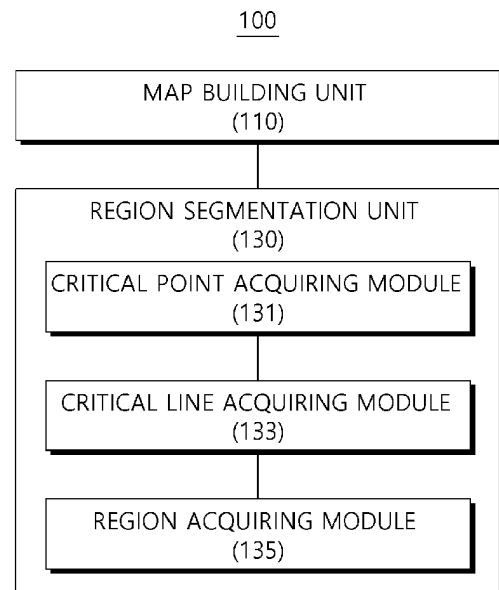 100
MAP BUILDING UNIT
(110)
REGION SEGMENTATION UNIT
(130)
CRITICAL POINT ACQUIRING MODULE
(131)
CRITICAL LINE ACQUIRING MODULE
(133)
REGION ACQUIRING MODULE
(135)